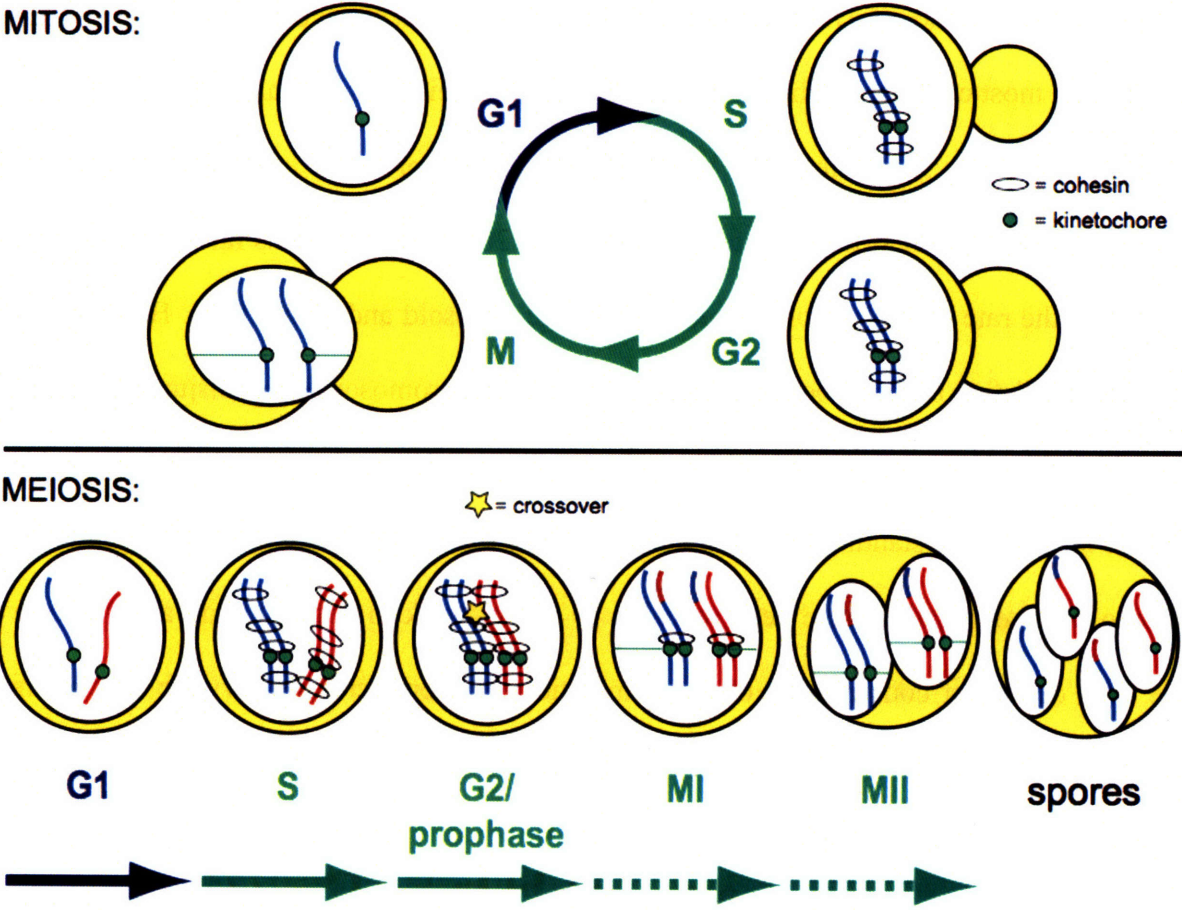 MITOSIS:
G1
S
= cohesin
= kinetochore
M
G2
MEIOSIS:
= crossover
G1
S
G2/
prophase
MI
MII
spores